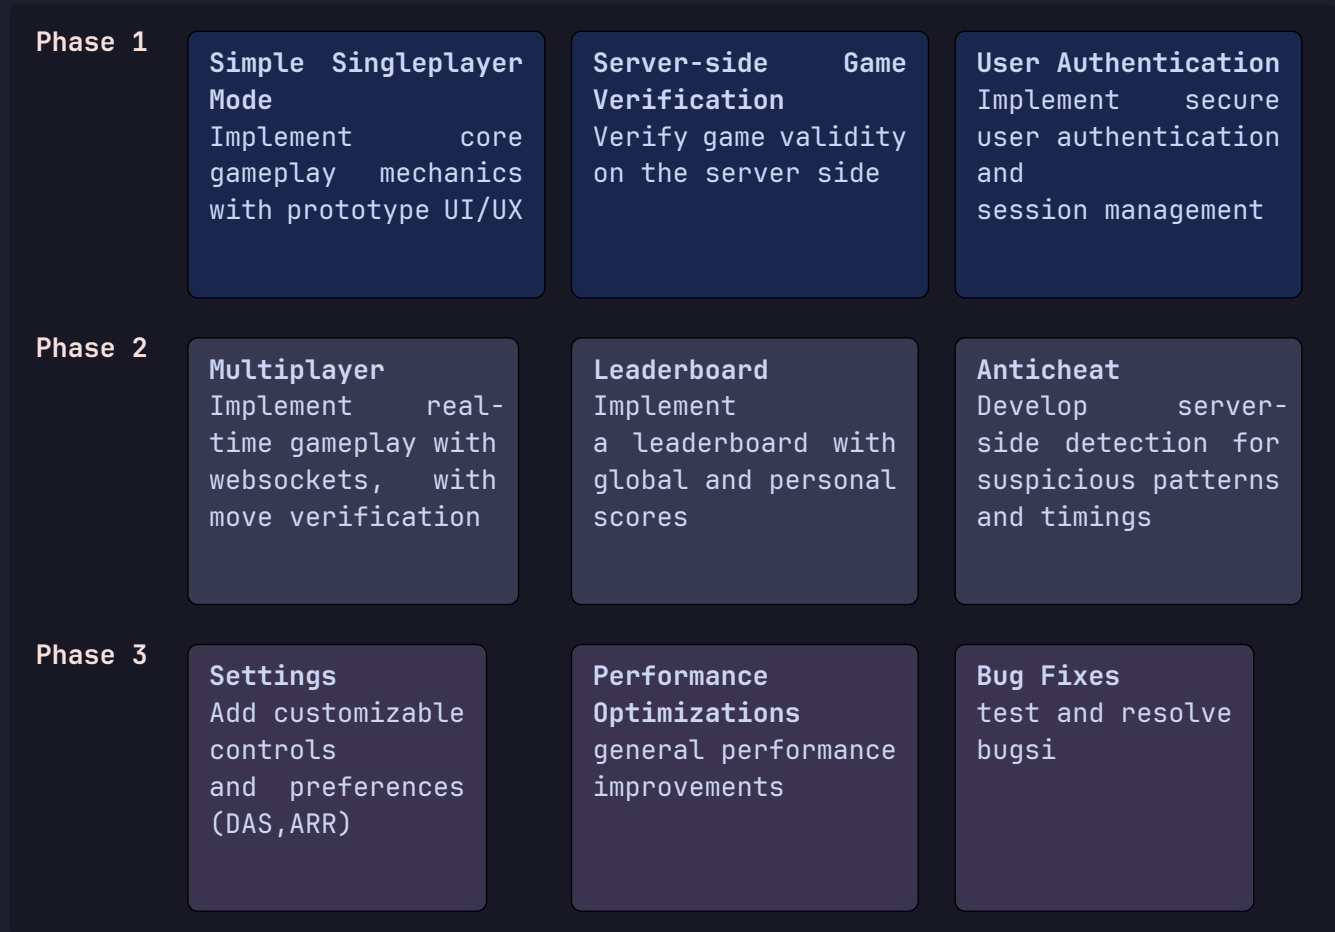 Phase 1
Simple Singleplayer
Mode
Implement core
gameplay mechanics
with prototype UI/UX
Server-side Game
Verification
Verify game validity
on the server side
User Authentication
Implement secure
user authentication
and
session management
Phase 2
Multiplayer
Implement real-
time gameplay with
websockets, with
move verification
Leaderboard
Implement
a leaderboard with
global and personal
scores
Anticheat
Develop server-
side detection for
suspicious patterns
and timings
Phase 3
Settings
Add customizable
controls
and preferences
(DAS,ARR)
Performance
Optimizations
general performance
improvements
Bug Fixes
test and resolve
bugsi